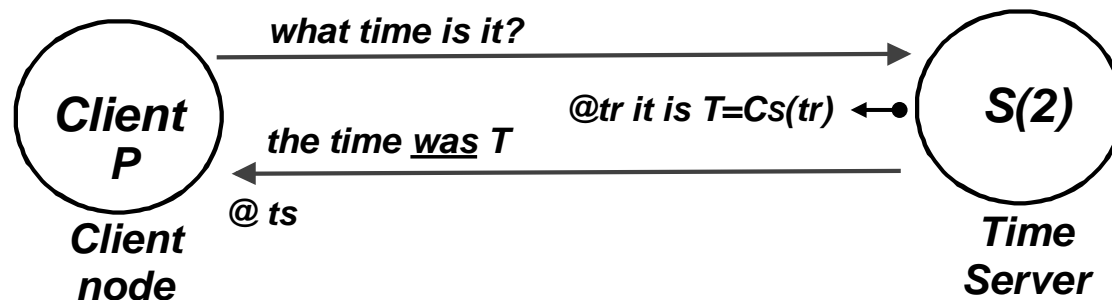 what time is it?
Client
P
S(2)
@tr it is T=Cs(tr)
the time was T
@ ts
Client
node
Time
Server